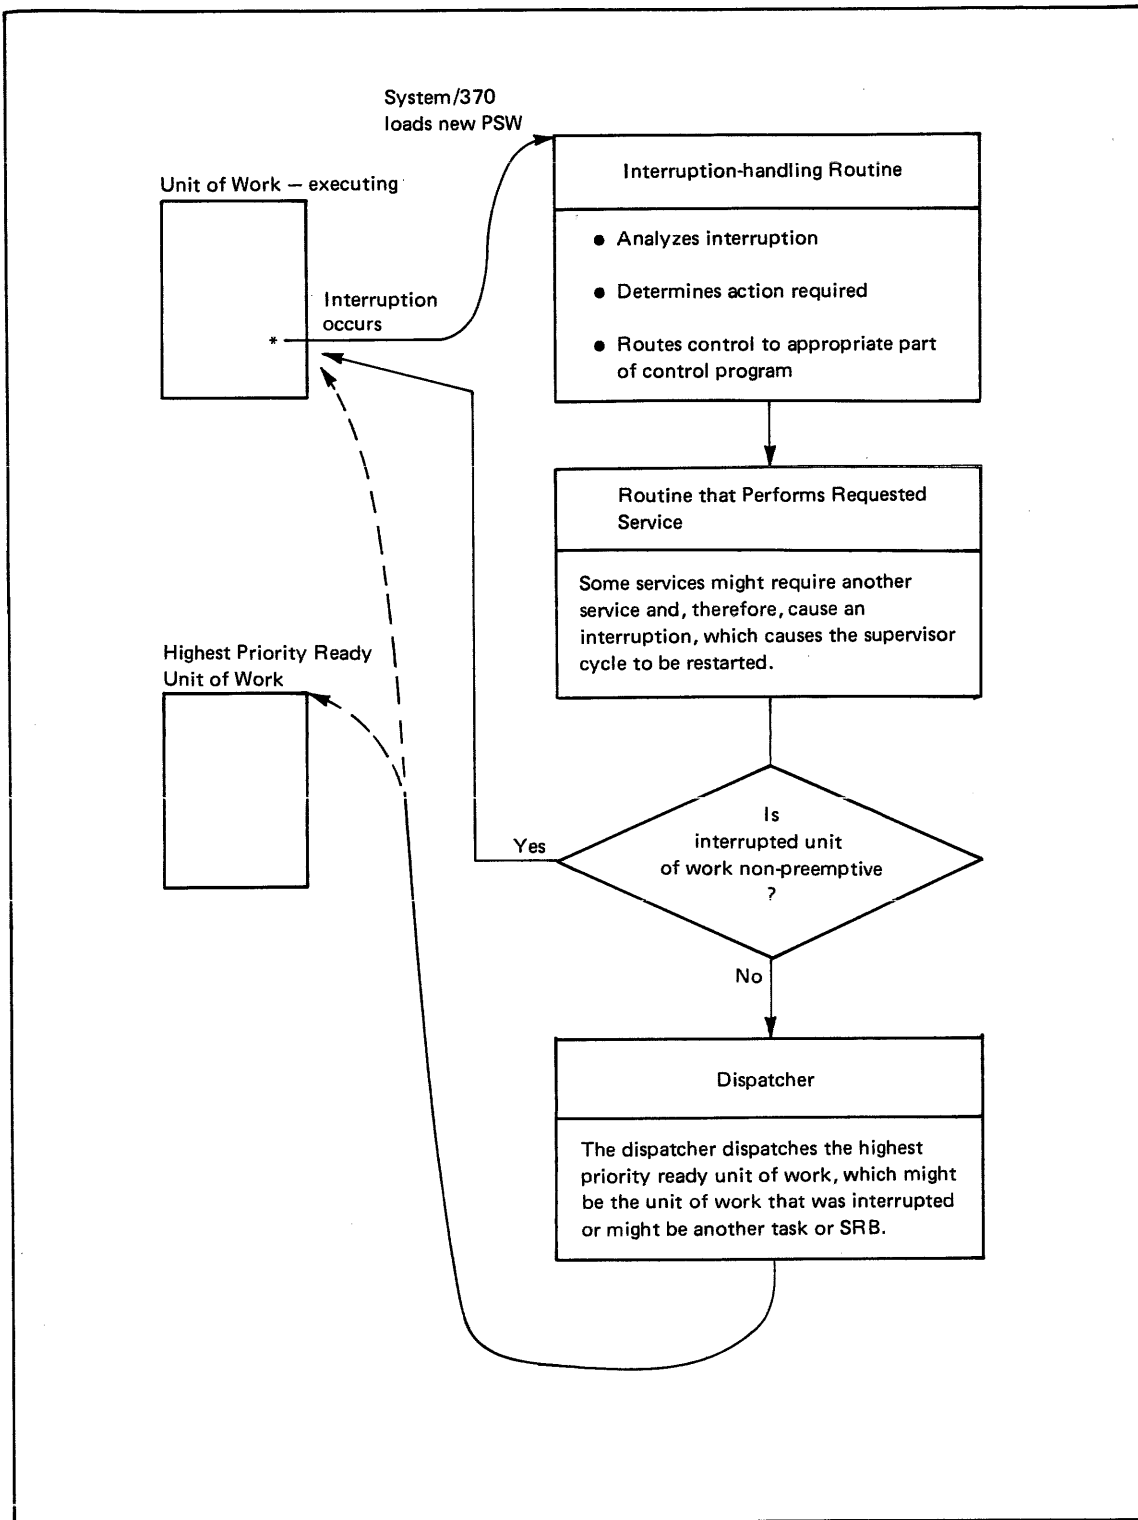 System/370
loads new PSW
Unit of Work — executing
Interruption
occurs
*
Interruption-handling Routine
● Analyzes interruption
● Determines action required
● Routes control to appropriate part
of control program
Routine that Performs Requested
Service
Some services might require another
service and, therefore, cause an
interruption, which causes the supervisor
cycle to be restarted.
Highest Priority Ready
Unit of Work
Is
interrupted unit
of work non-preemptive
?
Yes
No
Dispatcher
The dispatcher dispatches the highest
priority ready unit of work, which might
be the unit of work that was interrupted
or might be another task or SRB.